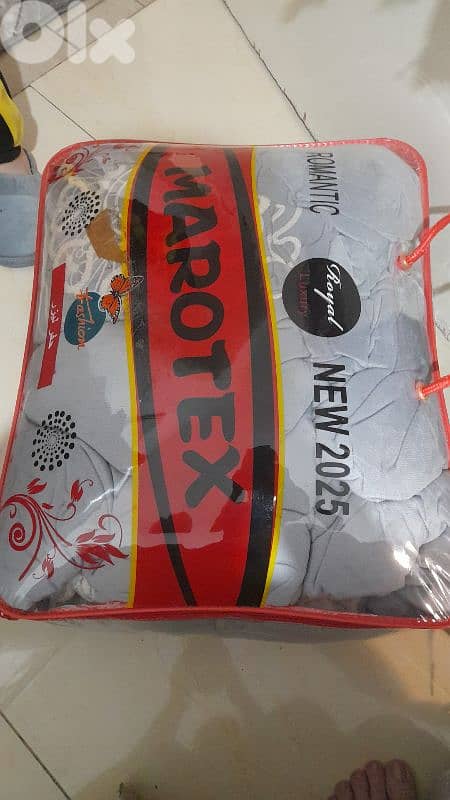 OLX
MAROTEX
ROMANTIC
Royal
Luxury
NEW 2025
Fashion